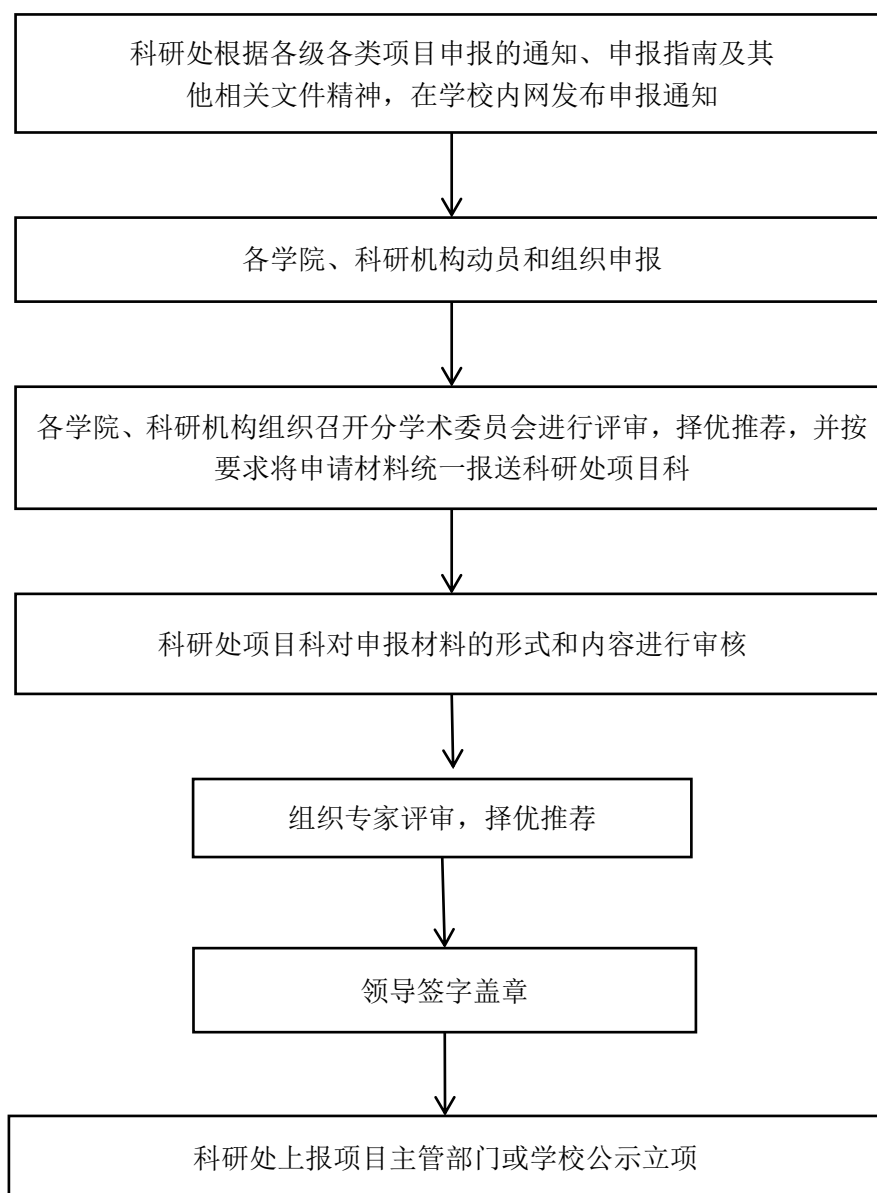 科研处根据各级各类项目申报的通知、申报指南及其
他相关文件精神，在学校内网发布申报通知
各学院、科研机构动员和组织申报
各学院、科研机构组织召开分学术委员会进行评审，择优推荐，并按
要求将申请材料统一报送科研处项目科
科研处项目科对申报材料的形式和内容进行审核
组织专家评审，择优推荐
领导签字盖章
科研处上报项目主管部门或学校公示立项